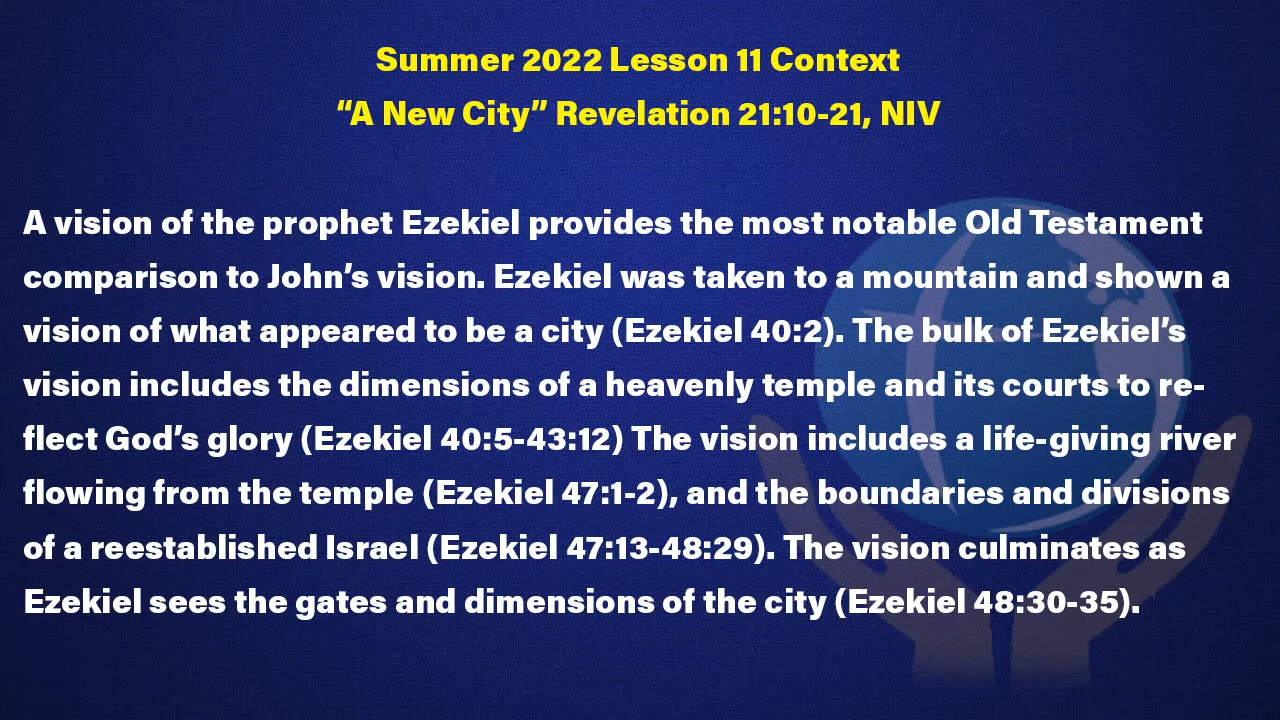 Summer 2022 Lesson 11 Context
“A New City” Revelation 21:10-21, NIV
A vision of the prophet Ezekiel provides the most notable Old Testament
comparison to John’s vision. Ezekiel was taken to a mountain and shown a
vision of what appeared to be a city (Ezekiel 40:2). The bulk of Ezekiel’s
vision includes the dimensions of a heavenly temple and its courts to re-
flect God’s glory (Ezekiel 40:5-43:12) The vision includes a life-giving river
flowing from the temple (Ezekiel 47:1-2), and the boundaries and divisions
of a reestablished Israel (Ezekiel 47:13-48:29). The vision culminates as
Ezekiel sees the gates and dimensions of the city (Ezekiel 48:30-35).